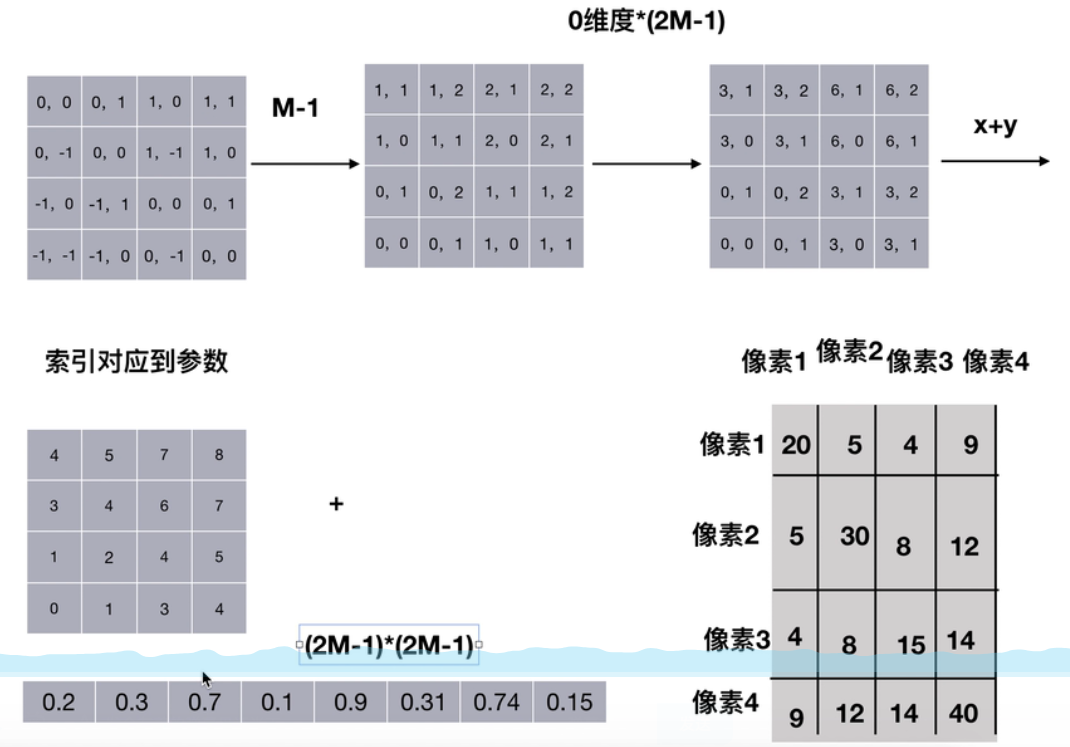 0维度*(2M-1)
0, 0 0, 1 1, 0 1, 1
0, -1 0, 0 1, -1 1, 0
-1, 0 -1, 1 0, 0 0, 1
-1, -1 -1, 0 0, -1 0, 0
M-1
1, 1 1, 2 2, 1 2, 2
1, 0 1, 1 2, 0 2, 1
0, 1 0, 2 1, 1 1, 2
0, 0 0, 1 1, 0 1, 1
3, 1 3, 2 6, 1 6, 2
3, 0 3, 1 6, 0 6, 1
0, 1 0, 2 3, 1 3, 2
0, 0 0, 1 3, 0 3, 1
x+y
索引对应到参数
4 5 7 8
3 4 6 7
1 2 4 5
0 1 3 4
+
(2M-1)*(2M-1)
0.2 0.3 0.7 0.1 0.9 0.31 0.74 0.15
像素1 像素2 像素3 像素4
像素1 20 5 4 9
像素2 5 30 8 12
像素3 4 8 15 14
像素4 9 12 14 40